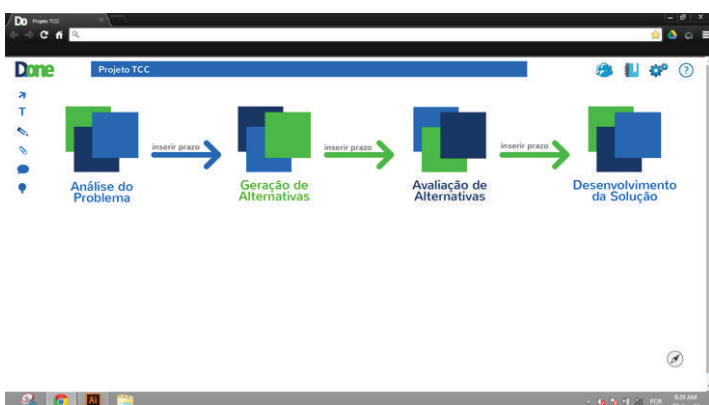 Do Projeto TCC
Done
Projeto TCC
?
T
inserir prazo
inserir prazo
inserir prazo
Análise do
Problema
Geração de
Alternativas
Avaliação de
Alternativas
Desenvolvimento
da Solução
Ai
POR
9:39 AM